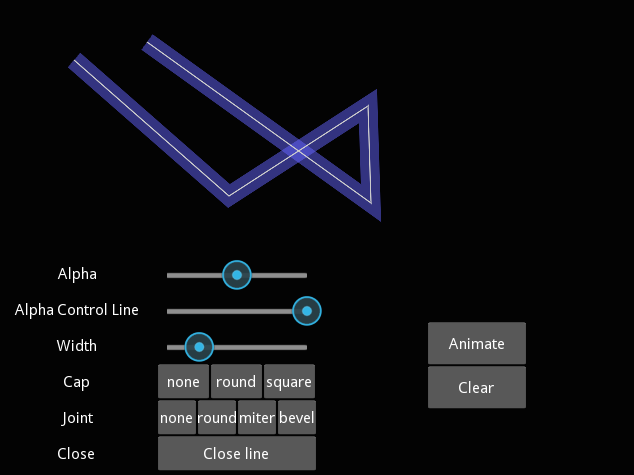 Alpha
Alpha Control Line
Width
Animate
Cap none round square
Clear
Joint none round miter bevel
Close Close line